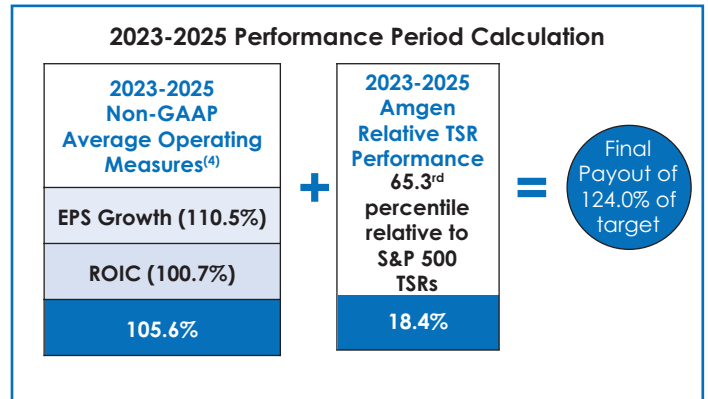 2023-2025 Performance Period Calculation
2023-2025
Non-GAAP
Average Operating
Measures(4)
EPS Growth (110.5%)
ROIC (100.7%)
105.6%
+
2023-2025
Amgen
Relative TSR
Performance
65.3rd
percentile
relative to
S&P 500
TSRs
18.4%
=
Final
Payout of
124.0% of
target